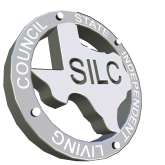 STATE INDEPENDENT
LIVING COUNCIL
SILC